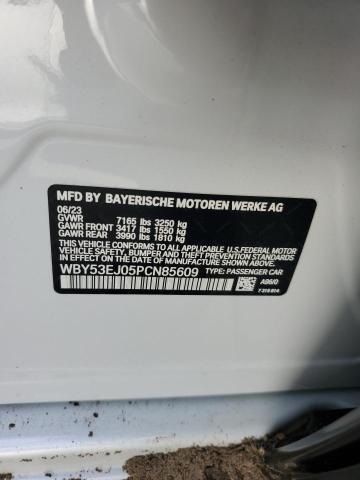 MFD BY BAYERISCHE MOTOREN WERKE AG
06/23
GVWR 7165 lbs 3250 kg
GAWR FRONT 3417 lbs 1550 kg
GAWR REAR 3990 lbs 1810 kg
THIS VEHICLE CONFORMS TO ALL APPLICABLE U.S.FEDERAL MOTOR
VEHICLE SAFETY, BUMPER, AND THEFT PREVENTION STANDARDS IN
EFFECT ON THE DATE OF MANUFACTURE SHOWN ABOVE.
WBY53EJ05PCN85609 TYPE: PASSENGER CAR
A96/0